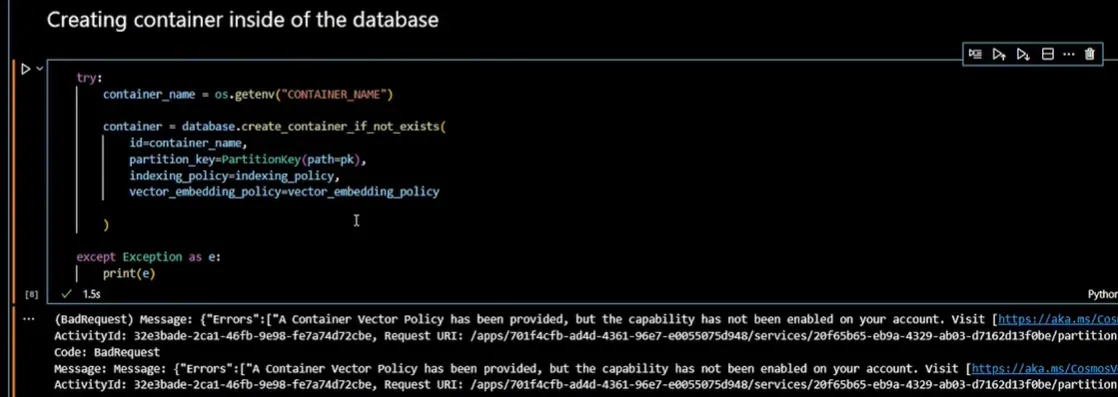 Creating container inside of the database
try:
container_name = os.getenv("CONTAINER_NAME")
container = database.create_container_if_not_exists(
id=container_name,
partition_key=PartitionKey(path=pk),
indexing_policy=indexing_policy,
vector_embedding_policy=vector_embedding_policy
)
except Exception as e:
print(e)
[8] 1.5s
Python
... (BadRequest) Message: {"Errors":["A Container Vector Policy has been provided, but the capability has not been enabled on your account. Visit [https://aka.ms/Cos
ActivityId: 32e3bade-2ca1-46fb-9e98-fe7a74d72cbe, Request URI: /apps/701f4cfb-ad4d-4361-96e7-e0055075d948/services/20f65b65-eb9a-4329-ab03-d7162d13f0be/partition
Code: BadRequest
Message: Message: {"Errors":["A Container Vector Policy has been provided, but the capability has not been enabled on your account. Visit [https://aka.ms/CosmosV
ActivityId: 32e3bade-2ca1-46fb-9e98-fe7a74d72cbe, Request URI: /apps/701f4cfb-ad4d-4361-96e7-e0055075d948/services/20f65b65-eb9a-4329-ab03-d7162d13f0be/partition